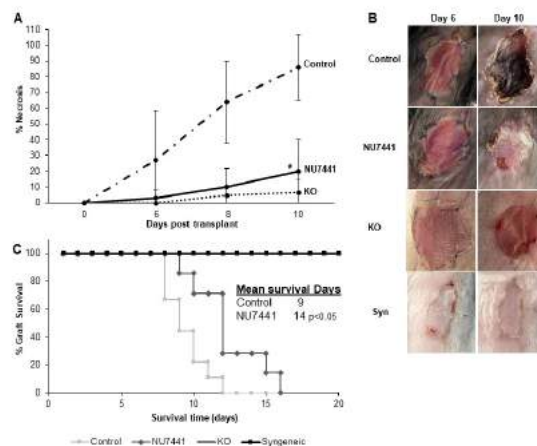 A
% Necrosis
110
100
90
80
70
60
50
40
30
20
10
0
Control
*
NU7441
KO
0 6 8 10
Days post transplant
B
Day 6 Day 10
Control
NU7441
KO
Syn
C
% Graft Survival
100
80
60
40
20
0
Mean survival Days
Control 9
NU7441 14 p<0.05
0 5 10 15 20
Survival time (days)
Control NU7441 KO Syngeneic